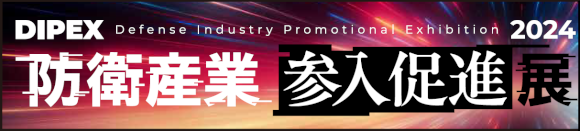 DIPEX Defense Industry Promotional Exhibition 2024
防衛産業参入促進展